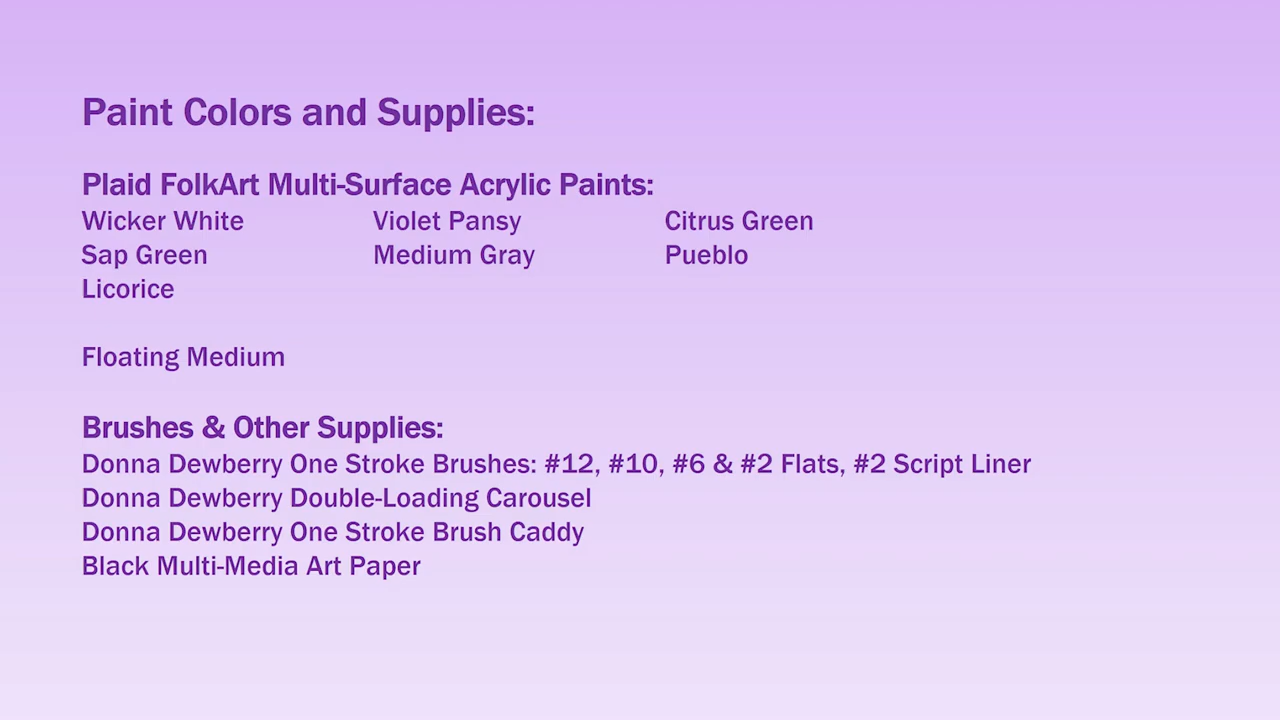 Paint Colors and Supplies:
Plaid FolkArt Multi-Surface Acrylic Paints:
Wicker White Violet Pansy Citrus Green
Sap Green Medium Gray Pueblo
Licorice
Floating Medium
Brushes & Other Supplies:
Donna Dewberry One Stroke Brushes: #12, #10, #6 & #2 Flats, #2 Script Liner
Donna Dewberry Double-Loading Carousel
Donna Dewberry One Stroke Brush Caddy
Black Multi-Media Art Paper